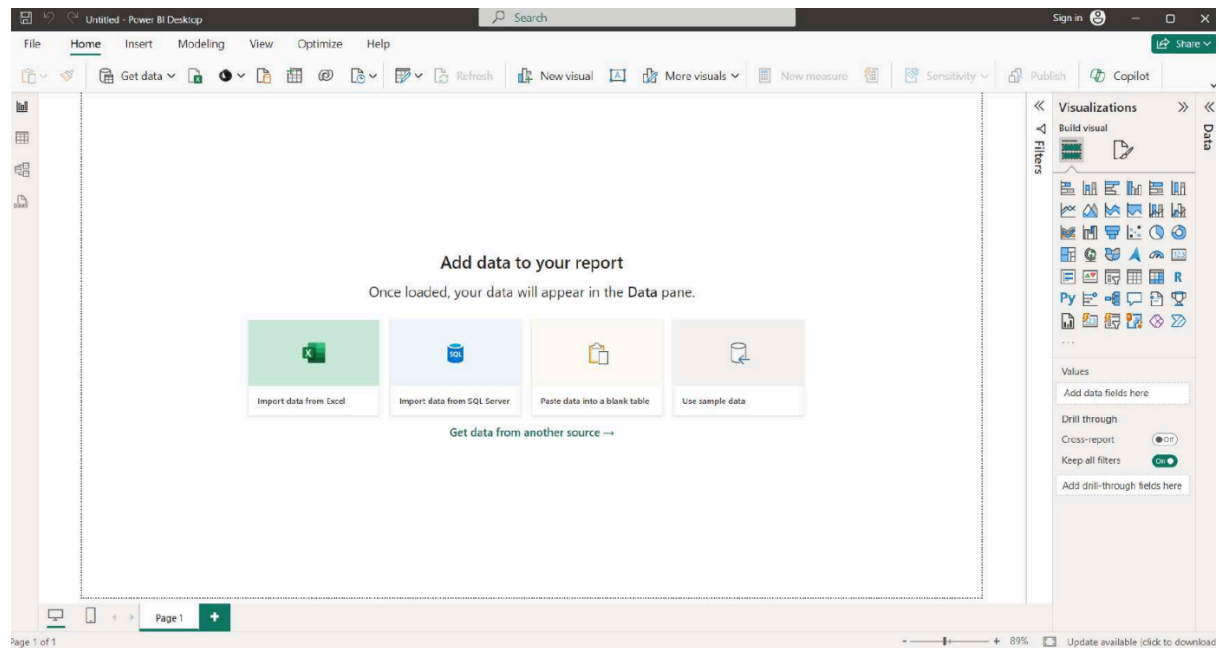 Untitled - Power BI Desktop
Search
Sign in
File Home Insert Modeling View Optimize Help
Share
Get data
Refresh
New visual
More visuals
New measure
Sensitivity
Publish
Copilot
Filters
Visualizations
Data
Build visual
123
R
Py
...
Add data to your report
Once loaded, your data will appear in the Data pane.
SQL
Import data from Excel
Import data from SQL Server
Paste data into a blank table
Use sample data
Get data from another source →
Values
Add data fields here
Drill through
Cross-report
Off
Keep all filters
On
Add drill-through fields here
Page 1
Page 1 of 1
89%
Update available (click to download